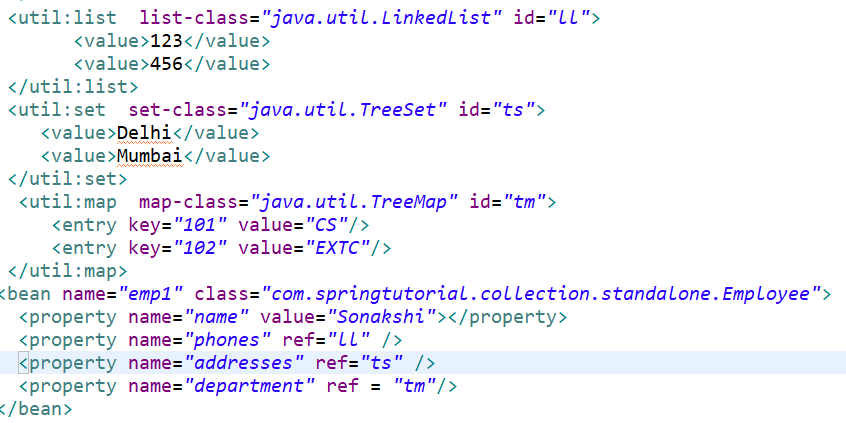 <util:list  list-class="java.util.LinkedList" id="ll">
<value>123</value>
<value>456</value>
</util:list>
<util:set  set-class="java.util.TreeSet" id="ts">
<value>Delhi</value>
<value>Mumbai</value>
</util:set>
<util:map  map-class="java.util.TreeMap" id="tm">
<entry key="101" value="CS"/>
<entry key="102" value="EXTC"/>
</util:map>
<bean name="emp1" class="com.springtutorial.collection.standalone.Employee">
<property name="name" value="Sonakshi"></property>
<property name="phones" ref="ll" />
<property name="addresses" ref="ts" />
<property name="department" ref = "tm"/>
</bean>